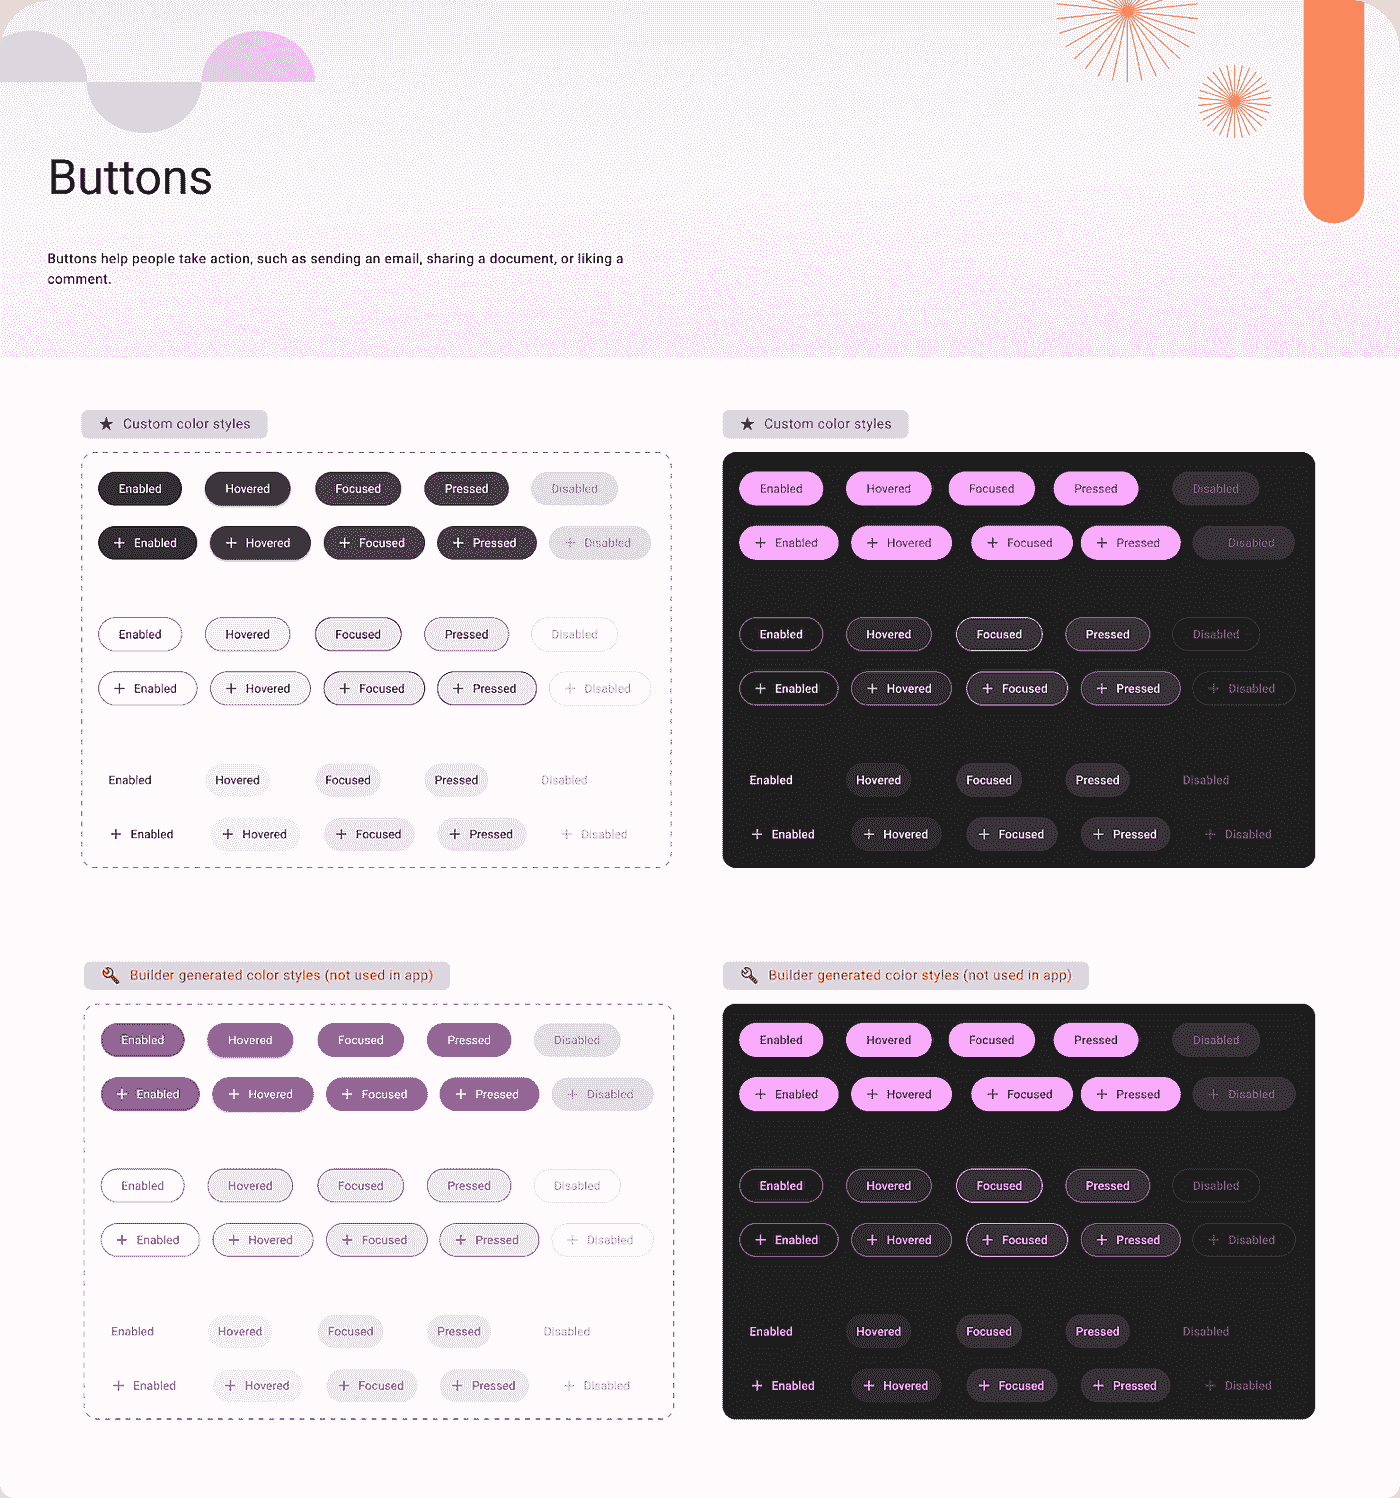 Buttons
Buttons help people take action, such as sending an email, sharing a document, or liking a
comment.
★ Custom color styles
Enabled Hovered Focused Pressed Disabled
+ Enabled + Hovered + Focused + Pressed + Disabled
Enabled Hovered Focused Pressed Disabled
+ Enabled + Hovered + Focused + Pressed + Disabled
Enabled Hovered Focused Pressed Disabled
+ Enabled + Hovered + Focused + Pressed + Disabled
★ Custom color styles
Enabled Hovered Focused Pressed Disabled
+ Enabled + Hovered + Focused + Pressed Disabled
Enabled Hovered Focused Pressed Disabled
+ Enabled + Hovered + Focused + Pressed + Disabled
Enabled Hovered Focused Pressed Disabled
+ Enabled + Hovered + Focused + Pressed + Disabled
Builder generated color styles (not used in app)
Enabled Hovered Focused Pressed Disabled
+ Enabled + Hovered + Focused + Pressed + Disabled
Enabled Hovered Focused Pressed Disabled
+ Enabled + Hovered + Focused + Pressed + Disabled
Enabled Hovered Focused Pressed Disabled
+ Enabled + Hovered + Focused + Pressed + Disabled
Builder generated color styles (not used in app)
Enabled Hovered Focused Pressed Disabled
+ Enabled + Hovered + Focused + Pressed + Disabled
Enabled Hovered Focused Pressed Disabled
+ Enabled + Hovered + Focused + Pressed + Disabled
Enabled Hovered Focused Pressed Disabled
+ Enabled + Hovered + Focused + Pressed + Disabled